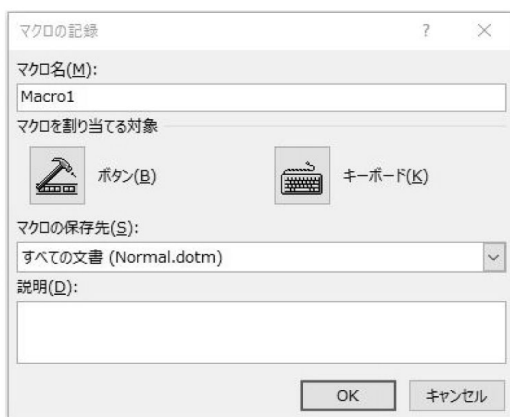 マクロの記録 ?
マクロ名(M):
Macro1
マクロを割り当てる対象
ボタン(B) キーボード(K)
マクロの保存先(S):
すべての文書 (Normal.dotm)
説明(D):
OK キャンセル